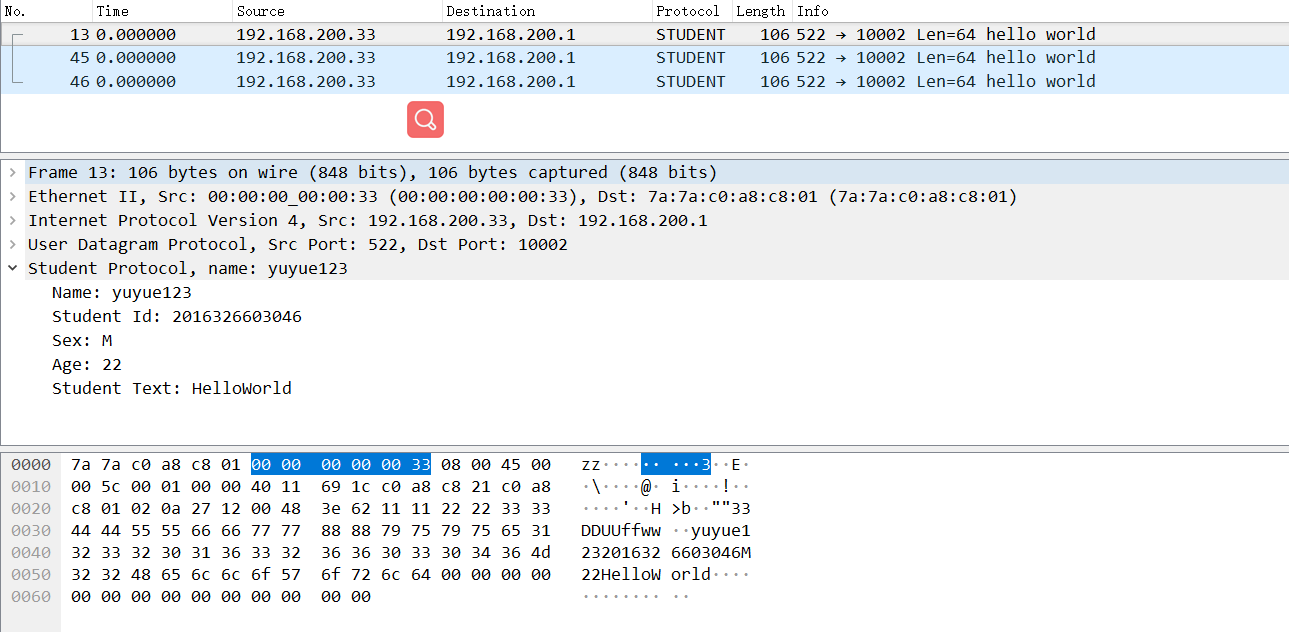 No. Time Source Destination Protocol Length Info
13 0.000000 192.168.200.33 192.168.200.1 STUDENT 106 522 → 10002 Len=64 hello world
45 0.000000 192.168.200.33 192.168.200.1 STUDENT 106 522 → 10002 Len=64 hello world
46 0.000000 192.168.200.33 192.168.200.1 STUDENT 106 522 → 10002 Len=64 hello world
Frame 13: 106 bytes on wire (848 bits), 106 bytes captured (848 bits)
Ethernet II, Src: 00:00:00_00:00:33 (00:00:00:00:00:33), Dst: 7a:7a:c0:a8:c8:01 (7a:7a:c0:a8:c8:01)
Internet Protocol Version 4, Src: 192.168.200.33, Dst: 192.168.200.1
User Datagram Protocol, Src Port: 522, Dst Port: 10002
Student Protocol, name: yuyue123
Name: yuyue123
Student Id: 2016326603046
Sex: M
Age: 22
Student Text: HelloWorld
0000 7a 7a c0 a8 c8 01 00 00 00 00 00 33 08 00 45 00 zz···· ·· ···3··E·
0010 00 5c 00 01 00 00 40 11 69 1c c0 a8 c8 21 c0 a8 ·\····@· i····!··
0020 c8 01 02 0a 27 12 00 48 3e 62 11 11 22 22 33 33 ····'··H >b··""33
0030 44 44 55 55 66 66 77 77 88 88 79 75 79 75 65 31 DDUUffww ··yuyue1
0040 32 33 32 30 31 36 33 32 36 36 30 33 30 34 36 4d 23201632 6603046M
0050 32 32 48 65 6c 6c 6f 57 6f 72 6c 64 00 00 00 00 22HelloW orld····
0060 00 00 00 00 00 00 00 00 00 00 ········ ··